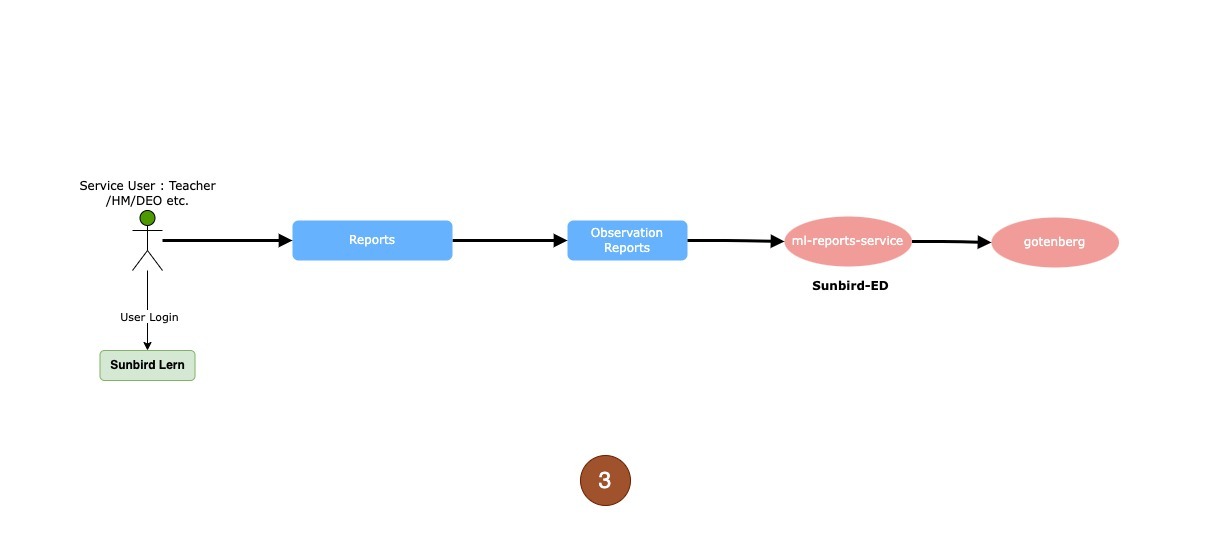 Service User : Teacher
/HM/DEO etc.
Reports
Observation
Reports
ml-reports-service
gotenberg
Sunbird-ED
User Login
Sunbird Lern
3